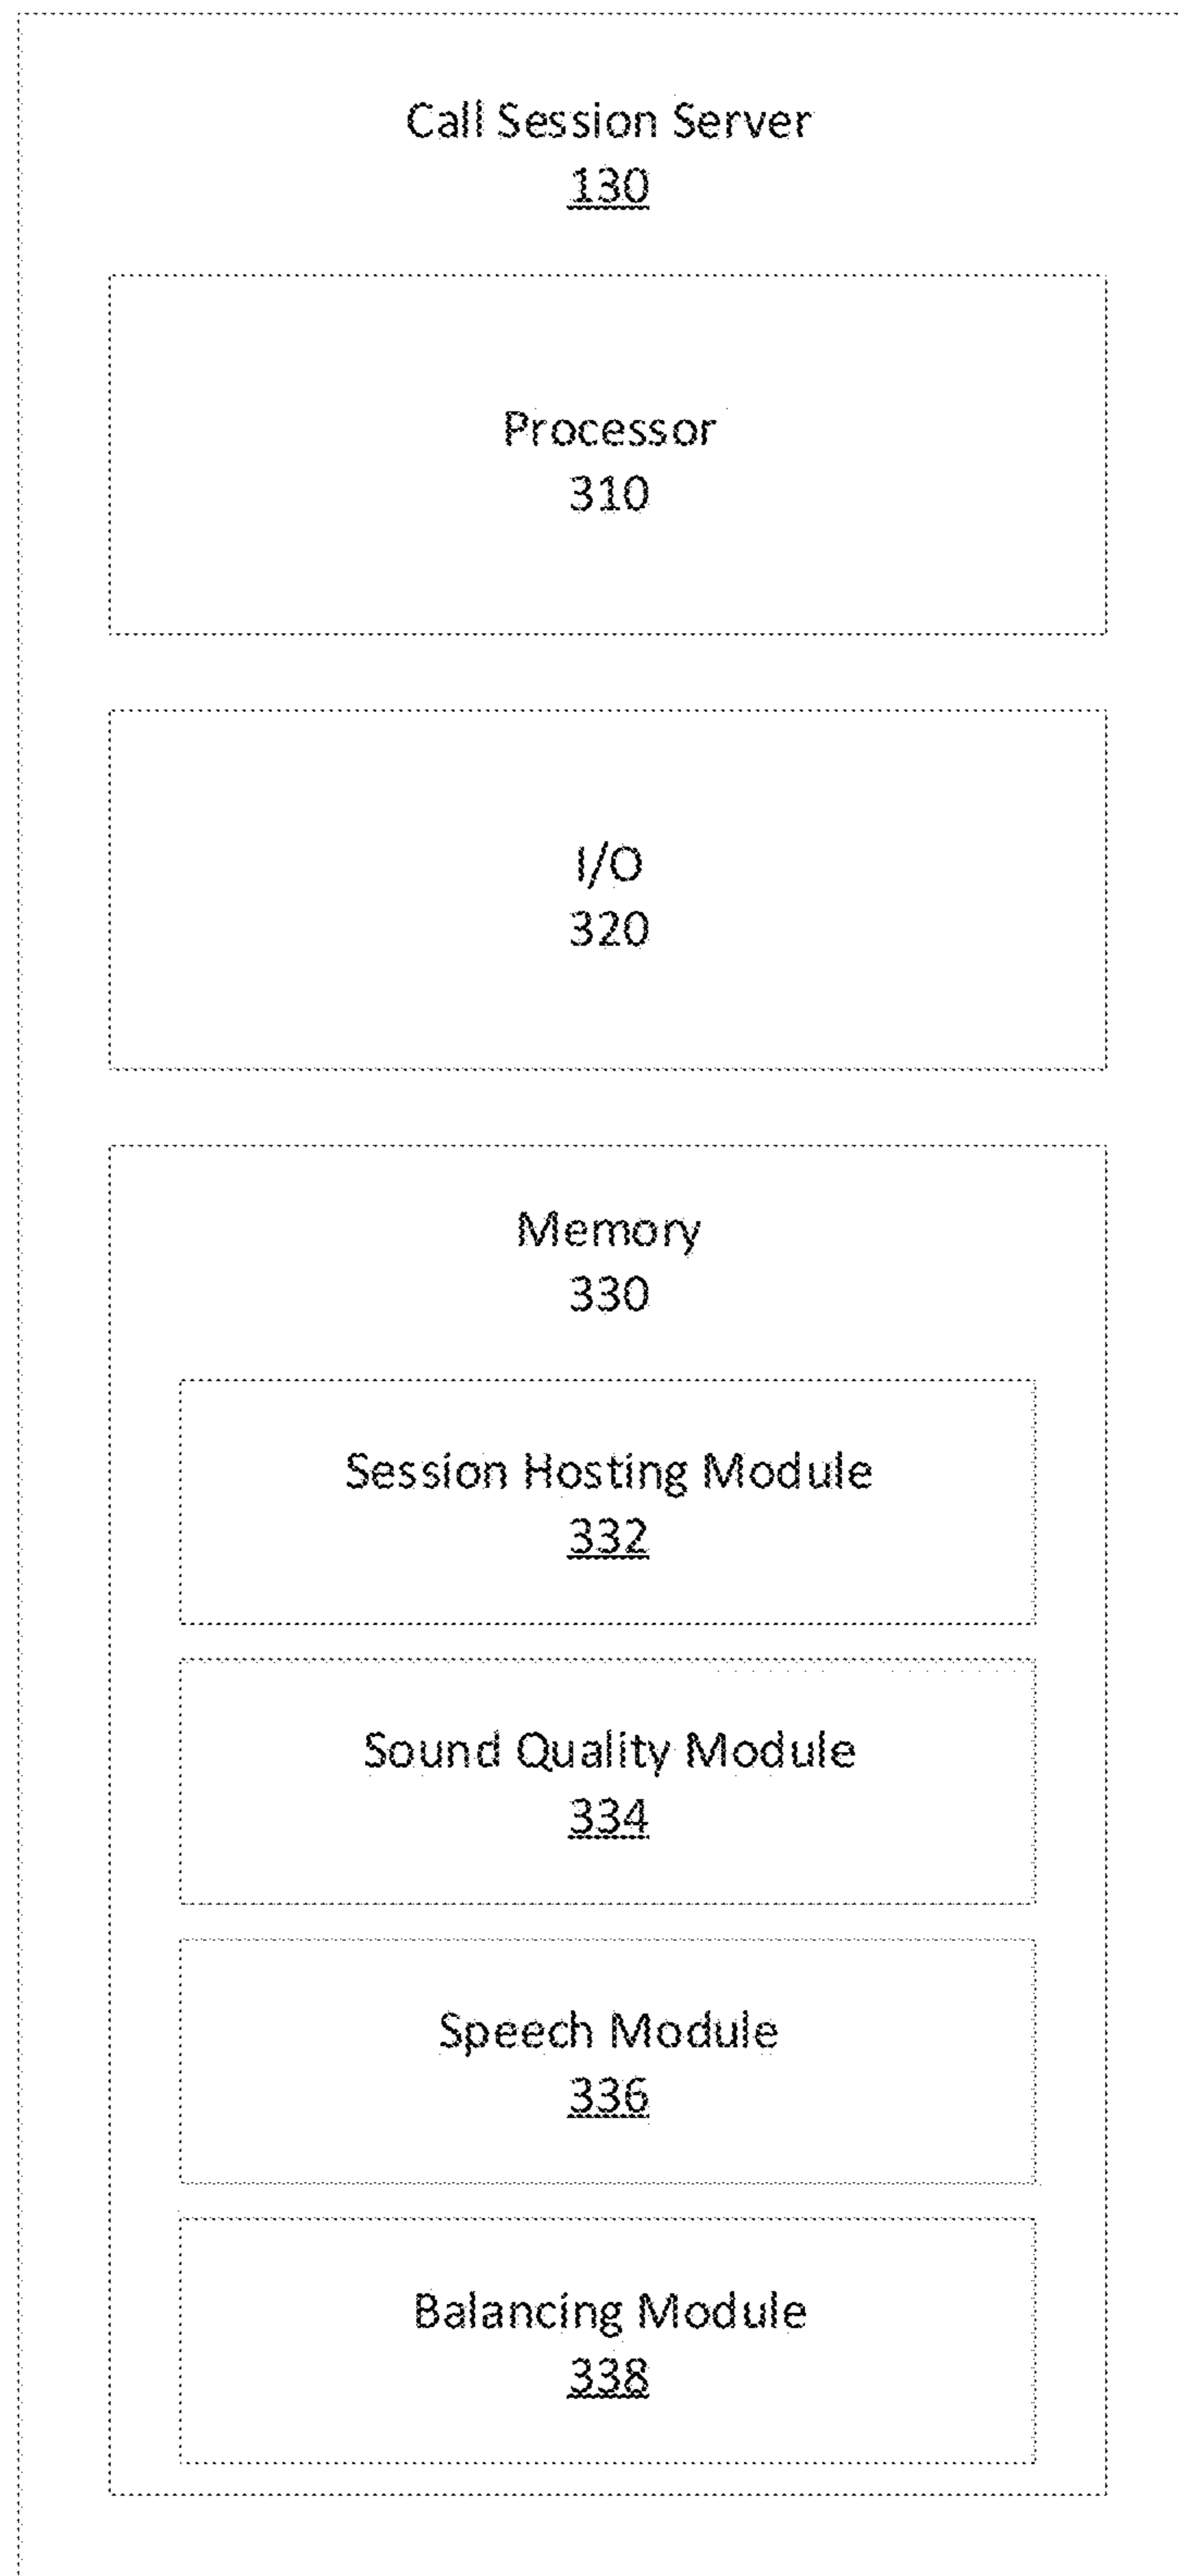 Call Session Server
130
Processor
310
I/O
320
Memory
330
Session Hosting Module
332
Sound Quality Module
334
Speech Module
336
Balancing Module
338